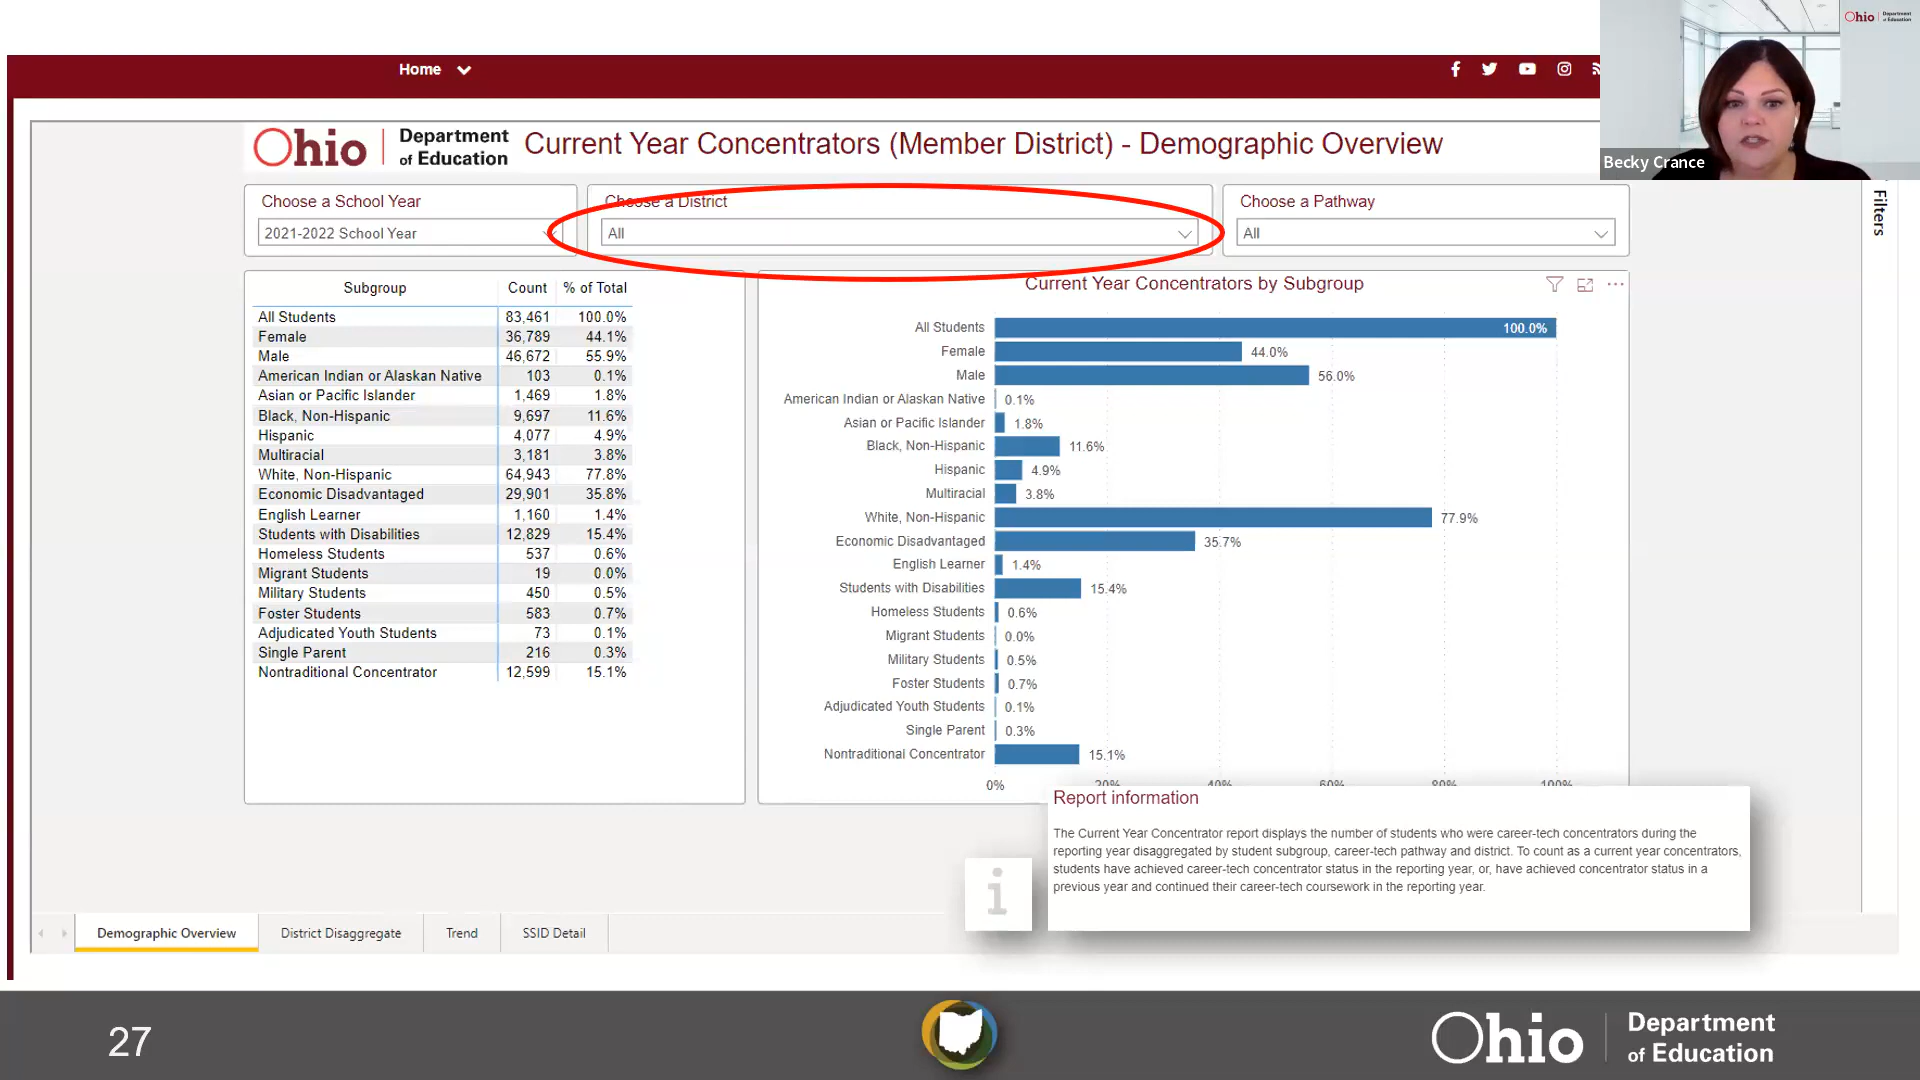 Home
Ohio Department of Education
Becky Crance
Ohio
Department
of Education
Current Year Concentrators (Member District) - Demographic Overview
Choose a School Year
2021-2022 School Year
Choose a District
All
Choose a Pathway
All
Filters
Subgroup Count % of Total
All Students 83,461 100.0%
Female 36,789 44.1%
Male 46,672 55.9%
American Indian or Alaskan Native 103 0.1%
Asian or Pacific Islander 1,469 1.8%
Black, Non-Hispanic 9,697 11.6%
Hispanic 4,077 4.9%
Multiracial 3,181 3.8%
White, Non-Hispanic 64,943 77.8%
Economic Disadvantaged 29,901 35.8%
English Learner 1,160 1.4%
Students with Disabilities 12,829 15.4%
Homeless Students 537 0.6%
Migrant Students 19 0.0%
Military Students 450 0.5%
Foster Students 583 0.7%
Adjudicated Youth Students 73 0.1%
Single Parent 216 0.3%
Nontraditional Concentrator 12,599 15.1%
Current Year Concentrators by Subgroup
All Students 100.0%
Female 44.0%
Male 56.0%
American Indian or Alaskan Native 0.1%
Asian or Pacific Islander 1.8%
Black, Non-Hispanic 11.6%
Hispanic 4.9%
Multiracial 3.8%
White, Non-Hispanic 77.9%
Economic Disadvantaged 35.7%
English Learner 1.4%
Students with Disabilities 15.4%
Homeless Students 0.6%
Migrant Students 0.0%
Military Students 0.5%
Foster Students 0.7%
Adjudicated Youth Students 0.1%
Single Parent 0.3%
Nontraditional Concentrator 15.1%
0% 20% 40% 60% 80% 100%
Report information
The Current Year Concentrator report displays the number of students who were career-tech concentrators during the
reporting year disaggregated by student subgroup, career-tech pathway and district. To count as a current year concentrators,
students have achieved career-tech concentrator status in the reporting year, or, have achieved concentrator status in a
previous year and continued their career-tech coursework in the reporting year.
Demographic Overview District Disaggregate Trend SSID Detail
27
Ohio
Department
of Education